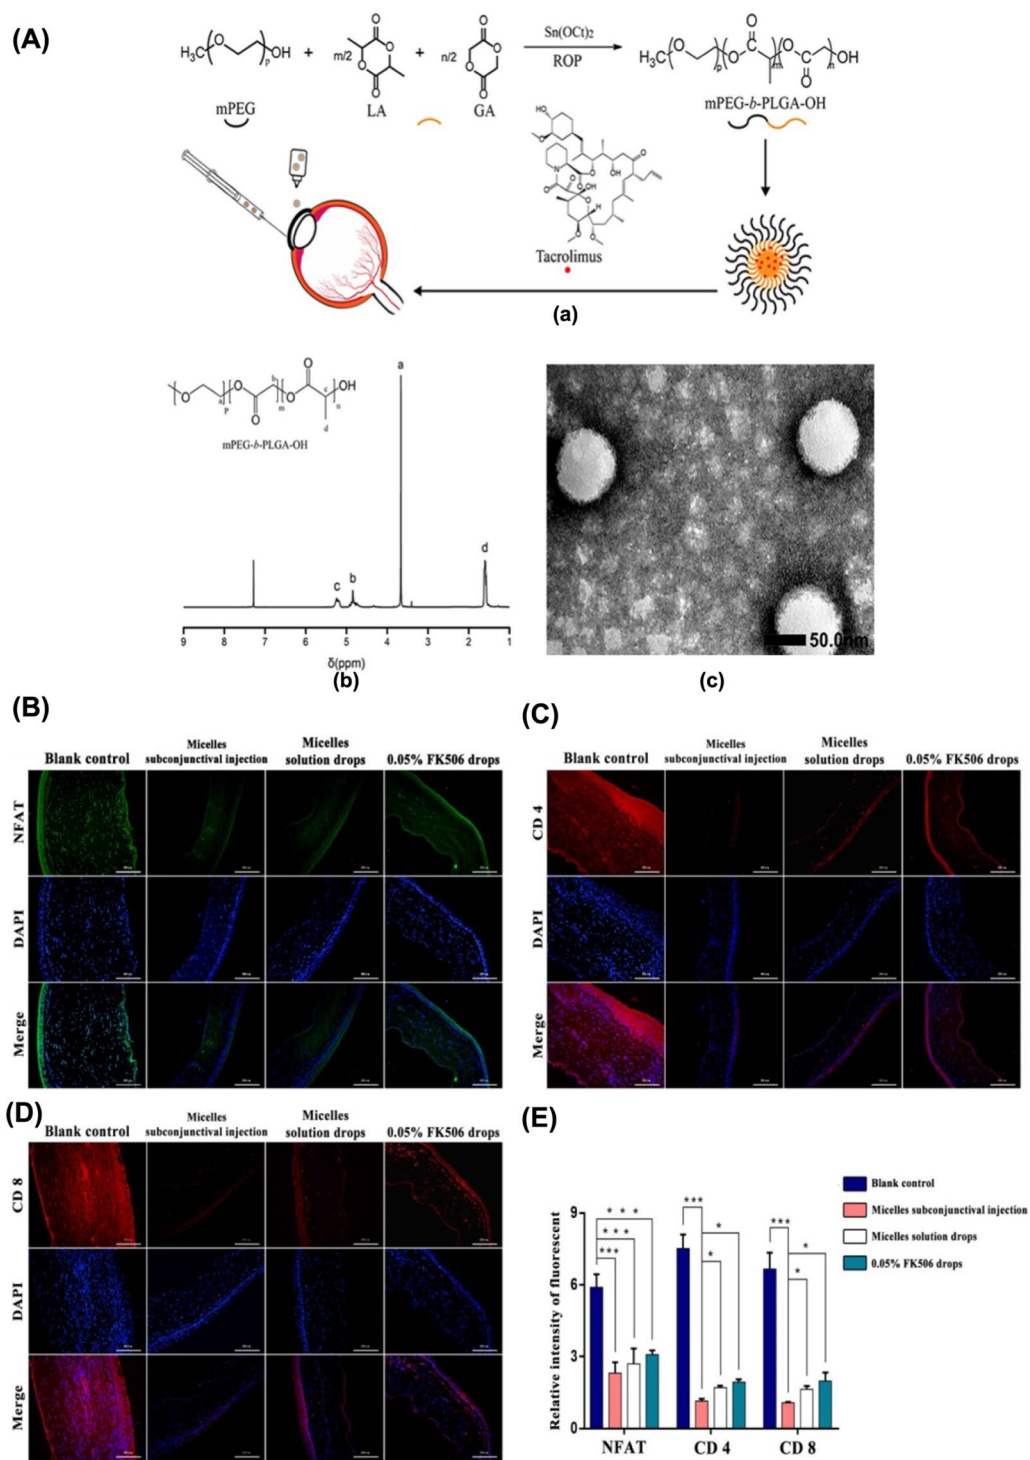 (A)
H₃C
O
p
OH
+
m/2
+
n/2
Sn(OCt)₂
ROP
mPEG
LA
GA
mPEG-b-PLGA-OH
Tacrolimus
(a)
a
mPEG-b-PLGA-OH
c
b
d
9 8 7 6 5 4 3 2 1
δ(ppm)
(b)
50.0nm
(c)
(B)
Blank control
Micelles
subconjunctival injection
Micelles
solution drops
0.05% FK506 drops
NFAT
DAPI
Merge
(C)
Blank control
Micelles
subconjunctival injection
Micelles
solution drops
0.05% FK506 drops
CD 4
DAPI
Merge
(D)
Blank control
Micelles
subconjunctival injection
Micelles
solution drops
0.05% FK506 drops
CD 8
DAPI
Merge
(E)
Blank control
Micelles subconjunctival injection
Micelles solution drops
0.05% FK506 drops
Relative intensity of fluorescent
9
6
3
0
***
***
***
***
*
*
***
*
*
NFAT
CD 4
CD 8